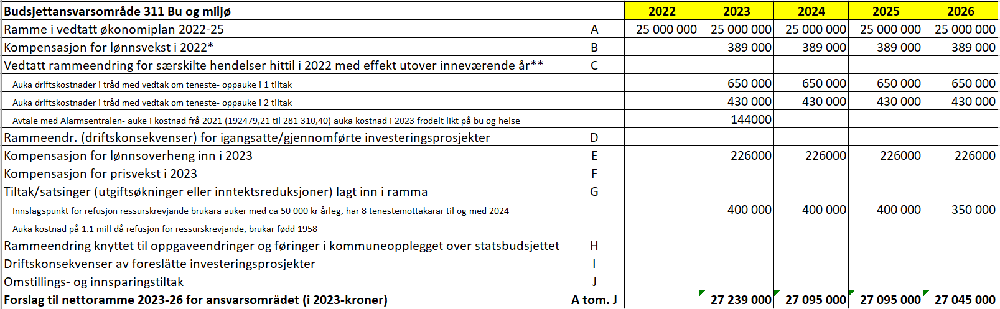 Budsjettansvarsområde 311 Bu og miljø 2022 2023 2024 2025 2026
Ramme i vedtatt økonomiplan 2022-25 A 25 000 000 25 000 000 25 000 000 25 000 000 25 000 000
Kompensasjon for lønnsvekst i 2022* B 389 000 389 000 389 000 389 000
Vedtatt rammeendring for særskilte hendelser hittil i 2022 med effekt utover inneværende år** C
Auka driftskostnader i tråd med vedtak om teneste- oppauke i 1 tiltak 650 000 650 000 650 000 650 000
Auka driftskostnader i tråd med vedtak om teneste- oppauke i 2 tiltak 430 000 430 000 430 000 430 000
Avtale med Alarmsentralen- auke i kostnad frå 2021 (192479,21 til 281 310,40) auka kostnad i 2023 frodelt likt på bu og helse 144000
Rammeendr. (driftskonsekvenser) for igangsatte/gjennomførte investeringsprosjekter D
Kompensasjon for lønnsoverheng inn i 2023 E 226000 226000 226000 226000
Kompensasjon for prisvekst i 2023 F
Tiltak/satsinger (utgiftsøkninger eller inntektsreduksjoner) lagt inn i ramma G
Innslagspunkt for refusjon ressurskrevjande brukara auker med ca 50 000 kr årleg, har 8 tenestemottakarar til og med 2024 400 000 400 000 400 000 350 000
Auka kostnad på 1.1 mill då refusjon for ressurskrevjande, brukar fødd 1958
Rammeendring knyttet til oppgaveendringer og føringer i kommuneopplegget over statsbudsjettet H
Driftskonsekvenser av foreslåtte investeringsprosjekter I
Omstillings- og innsparingstiltak J
Forslag til nettoramme 2023-26 for ansvarsområdet (i 2023-kroner) A tom. J 27 239 000 27 095 000 27 095 000 27 045 000